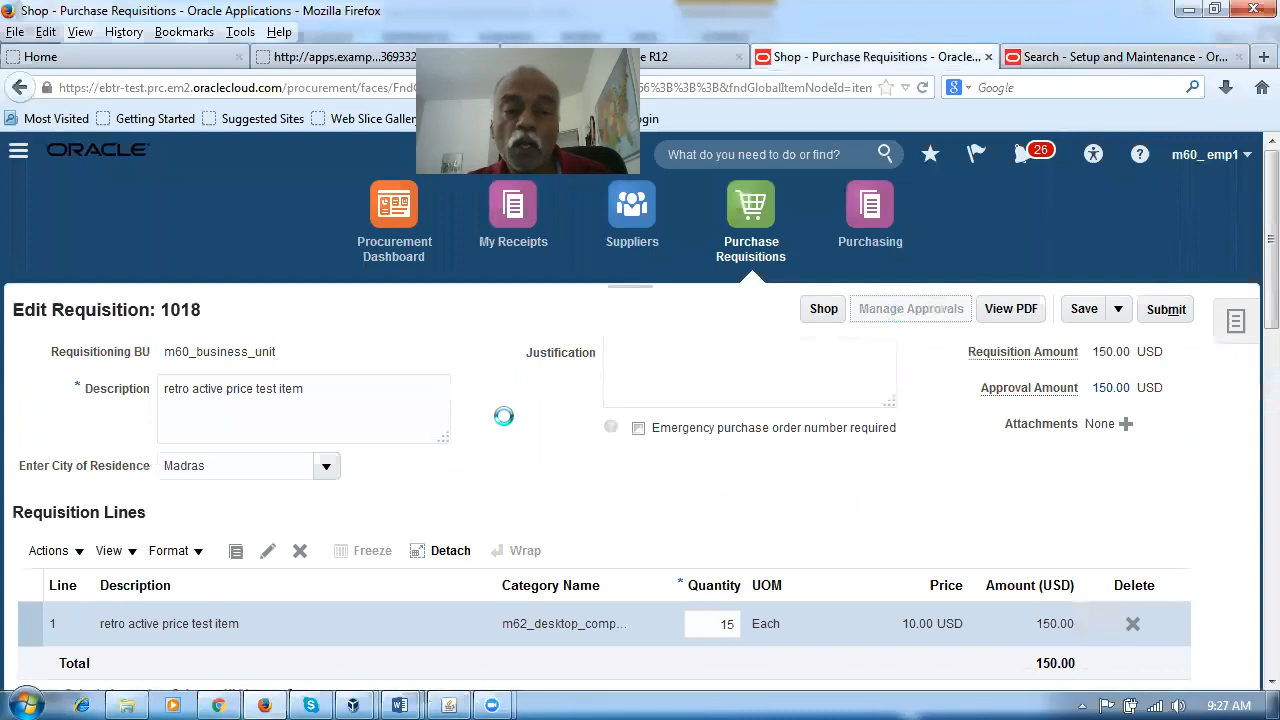 Shop - Purchase Requisitions - Oracle Applications - Mozilla Firefox
File Edit View History Bookmarks Tools Help
Home
http://apps.examp...369332
e R12
Shop - Purchase Requisitions - Oracle...
Search - Setup and Maintenance - Or...
https://ebtr-test.prc.em2.oraclecloud.com/procurement/faces/Fnd
6%3B%3B%3B&fndGlobalItemNodeId=item
Google
Most Visited Getting Started Suggested Sites Web Slice Galler
ogin
ORACLE
What do you need to do or find?
26
m60_emp1
Procurement Dashboard
My Receipts
Suppliers
Purchase Requisitions
Purchasing
Edit Requisition: 1018
Shop Manage Approvals View PDF Save Submit
Requisitioning BU m60_business_unit
Justification
Requisition Amount 150.00 USD
* Description retro active price test item
Approval Amount 150.00 USD
Attachments None
Emergency purchase order number required
Enter City of Residence Madras
Requisition Lines
Actions View Format Freeze Detach Wrap
Line Description Category Name * Quantity UOM Price Amount (USD) Delete
1 retro active price test item m62_desktop_comp... 15 Each 10.00 USD 150.00
Total 150.00
9:27 AM